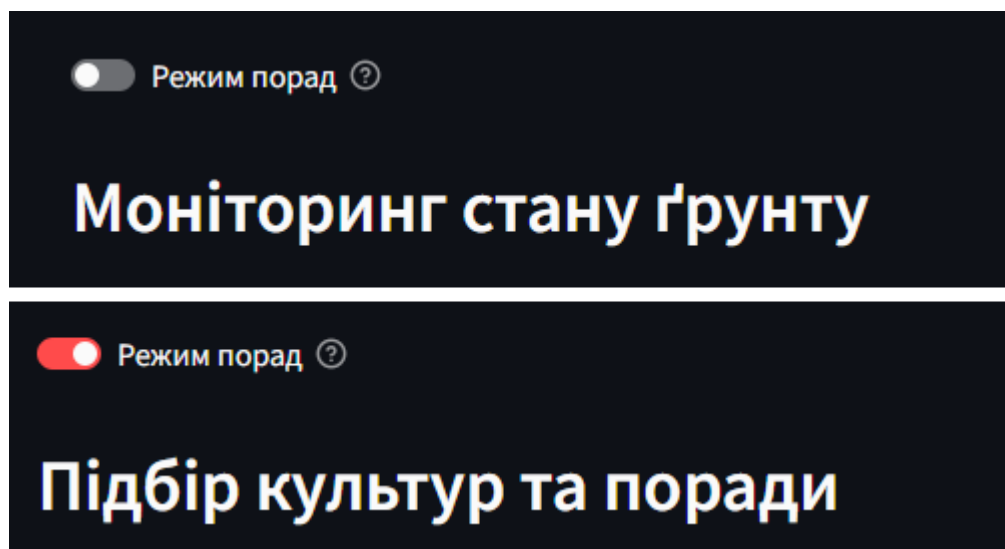 Режим порад ?
Моніторинг стану ґрунту
Режим порад ?
Підбір культур та поради